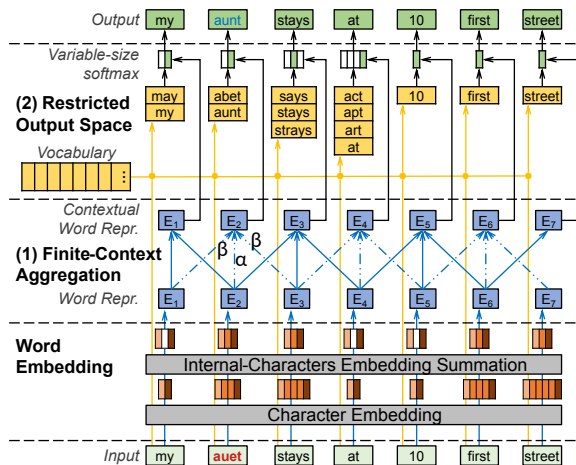 Output my aunt stays at 10 first street
Variable-size
softmax
(2) Restricted
Output Space
may abet says act 10 first street
my aunt stays apt
strays art
at
Vocabulary
...
Contextual
Word Repr.
E1 E2 E3 E4 E5 E6 E7
(1) Finite-Context
Aggregation
β α β
Word Repr.
E1 E2 E3 E4 E5 E6 E7
Word
Embedding
Internal-Characters Embedding Summation
Character Embedding
Input my auet stays at 10 first street